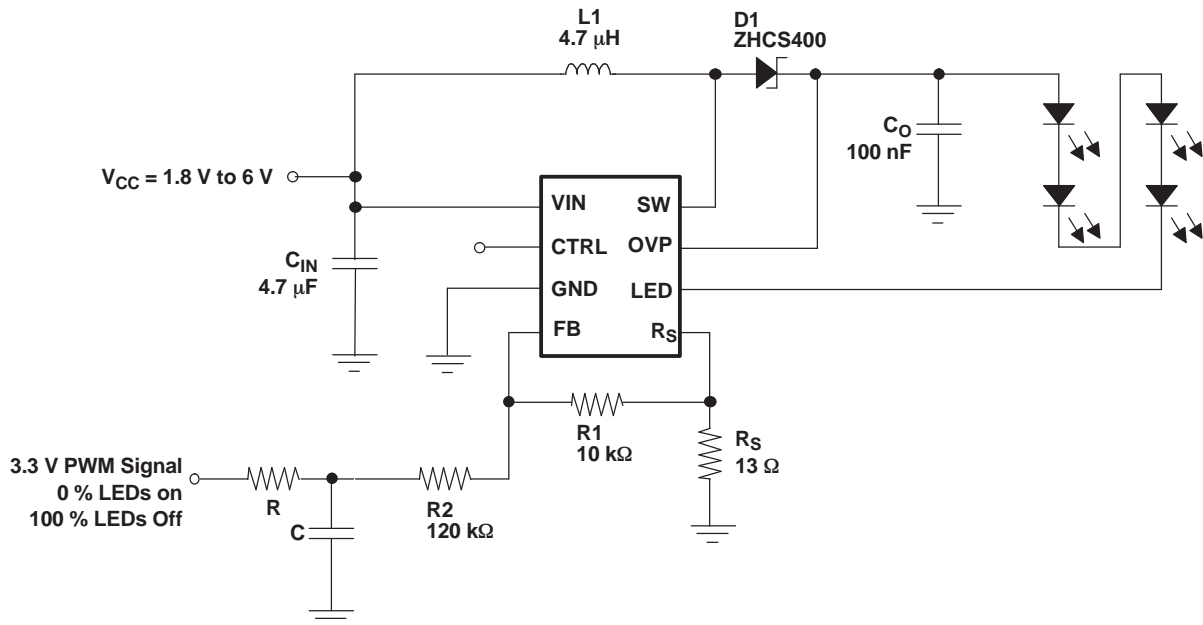 L1
4.7 μH
D1
ZHCS400
CO
100 nF
VCC = 1.8 V to 6 V
CIN
4.7 μF
VIN
CTRL
GND
FB
SW
OVP
LED
RS
R1
10 kΩ
RS
13 Ω
3.3 V PWM Signal
0 % LEDs on
100 % LEDs Off
R
C
R2
120 kΩ